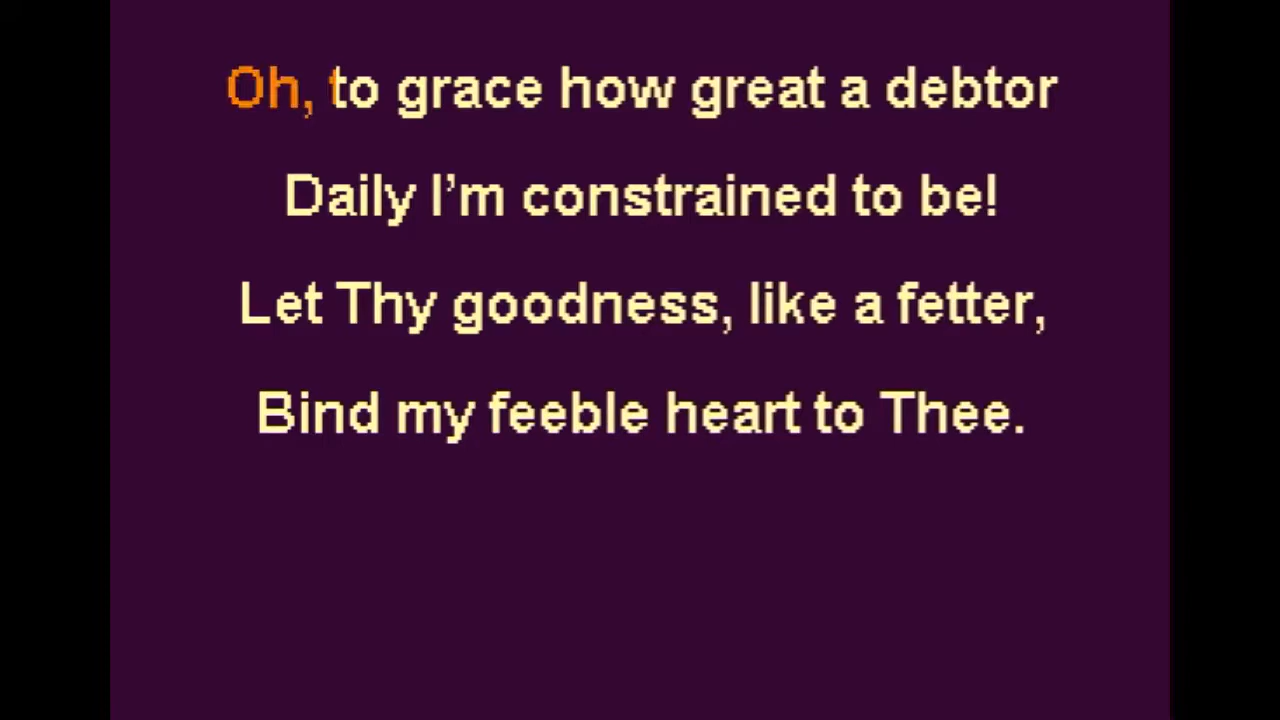 Oh, to grace how great a debtor
Daily I’m constrained to be!
Let Thy goodness, like a fetter,
Bind my feeble heart to Thee.